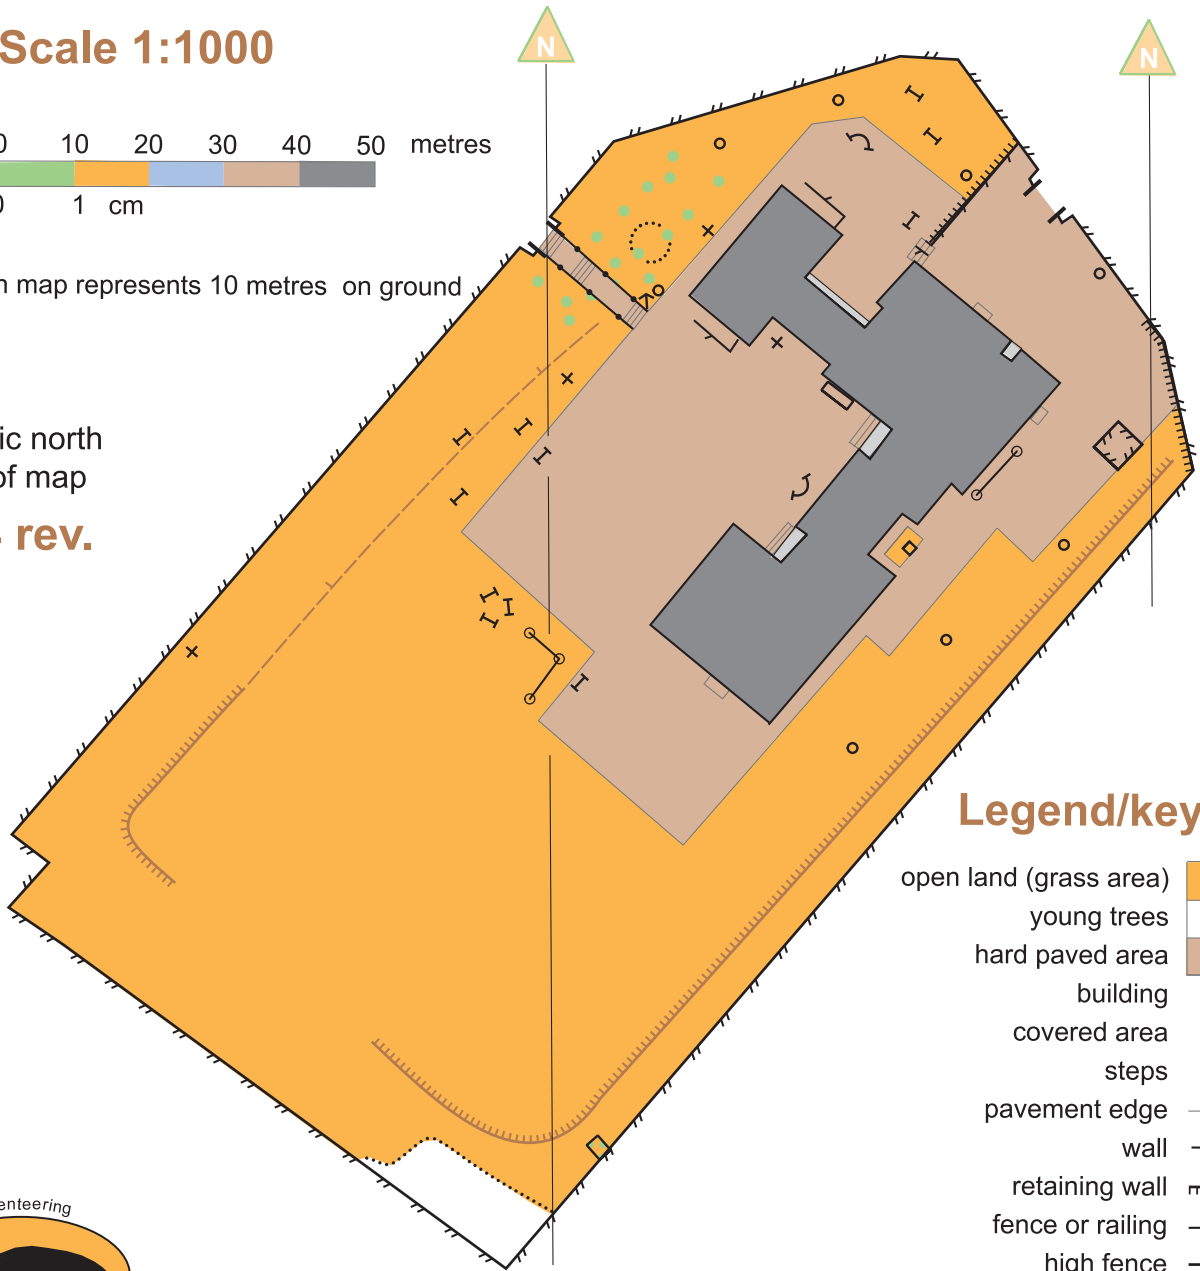 Scale 1:1000
N
N
0 10 20 30 40 50 metres
0 1 cm
map represents 10 metres on ground
north
of map
rev.
Legend/key
open land (grass area)
young trees
hard paved area
building
covered area
steps
pavement edge
wall
retaining wall
fence or railing
high fence